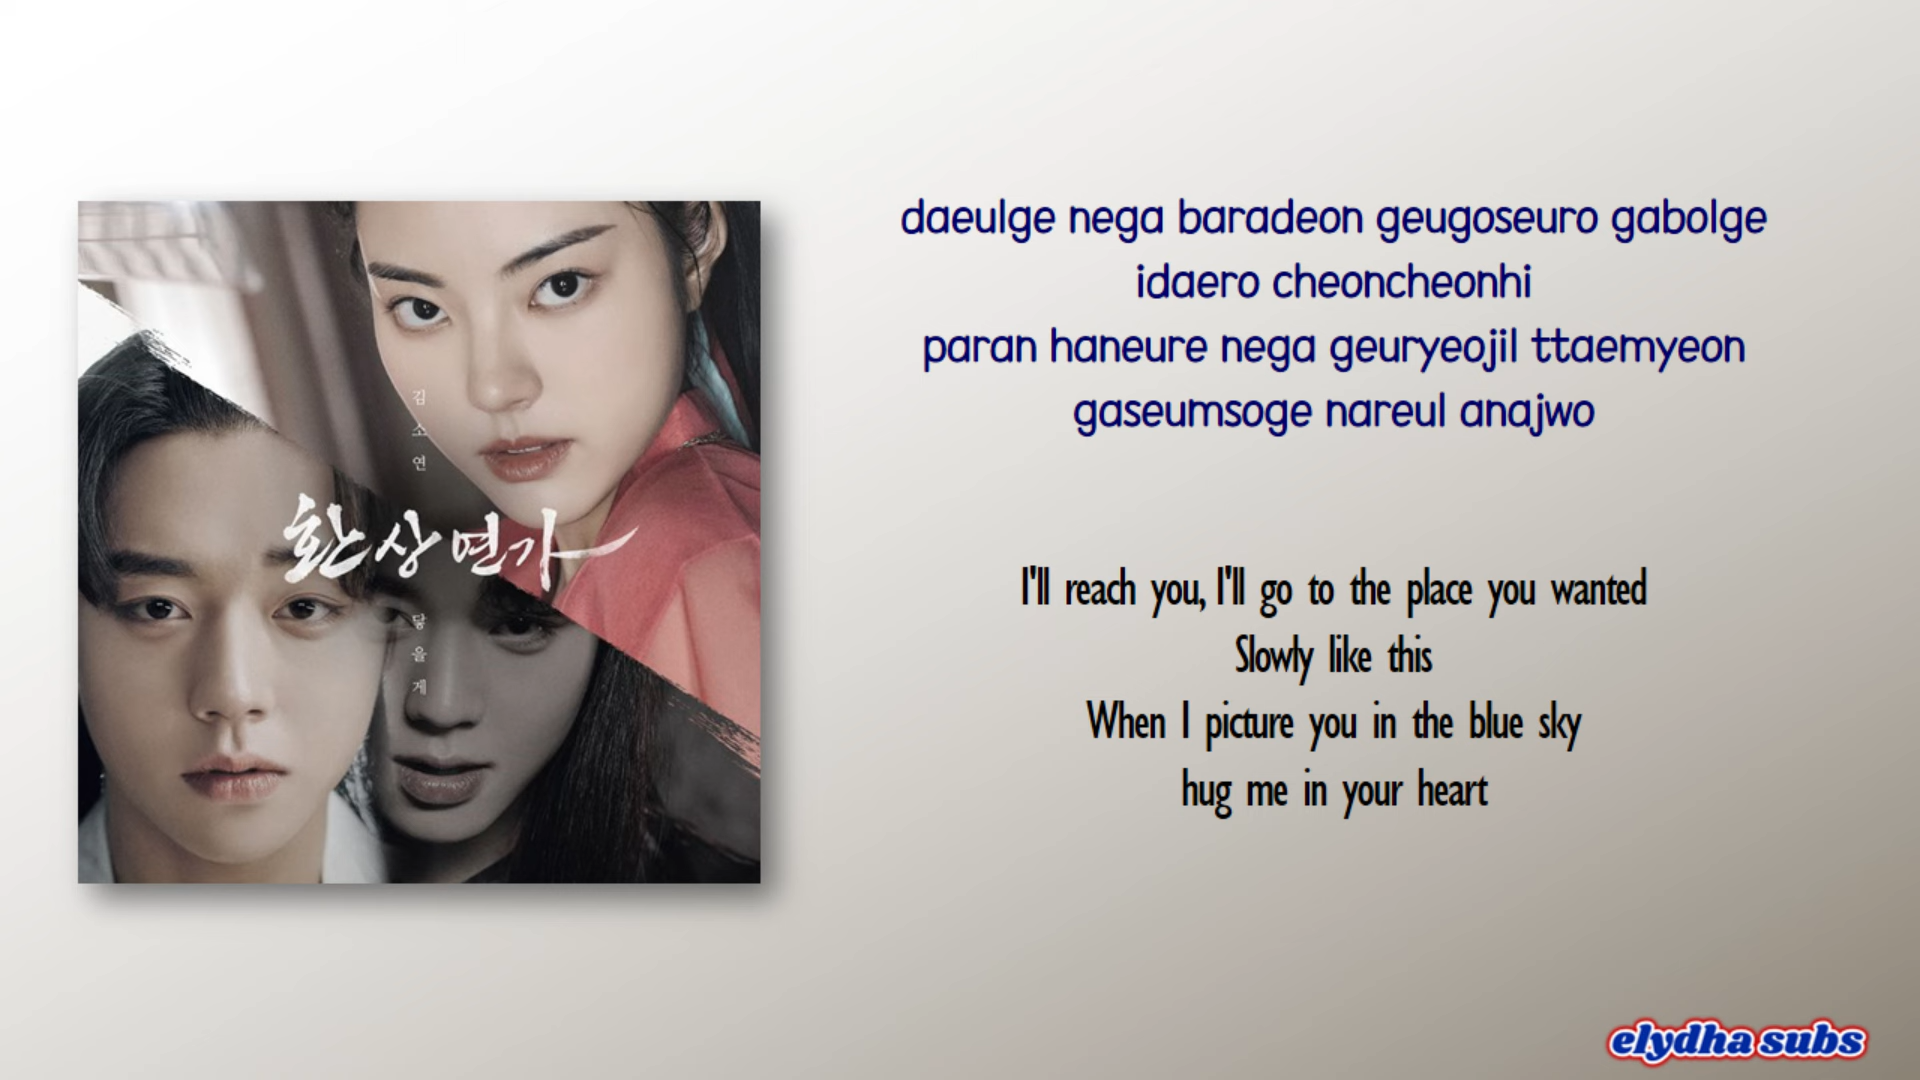 김소연
환상연가
닿을게
daeulge nega baradeon geugoseuro gabolge
idaero cheoncheonhi
paran haneure nega geuryeojil ttaemyeon
gaseumsoge nareul anajwo
I'll reach you, I'll go to the place you wanted
Slowly like this
When I picture you in the blue sky
hug me in your heart
elydha subs